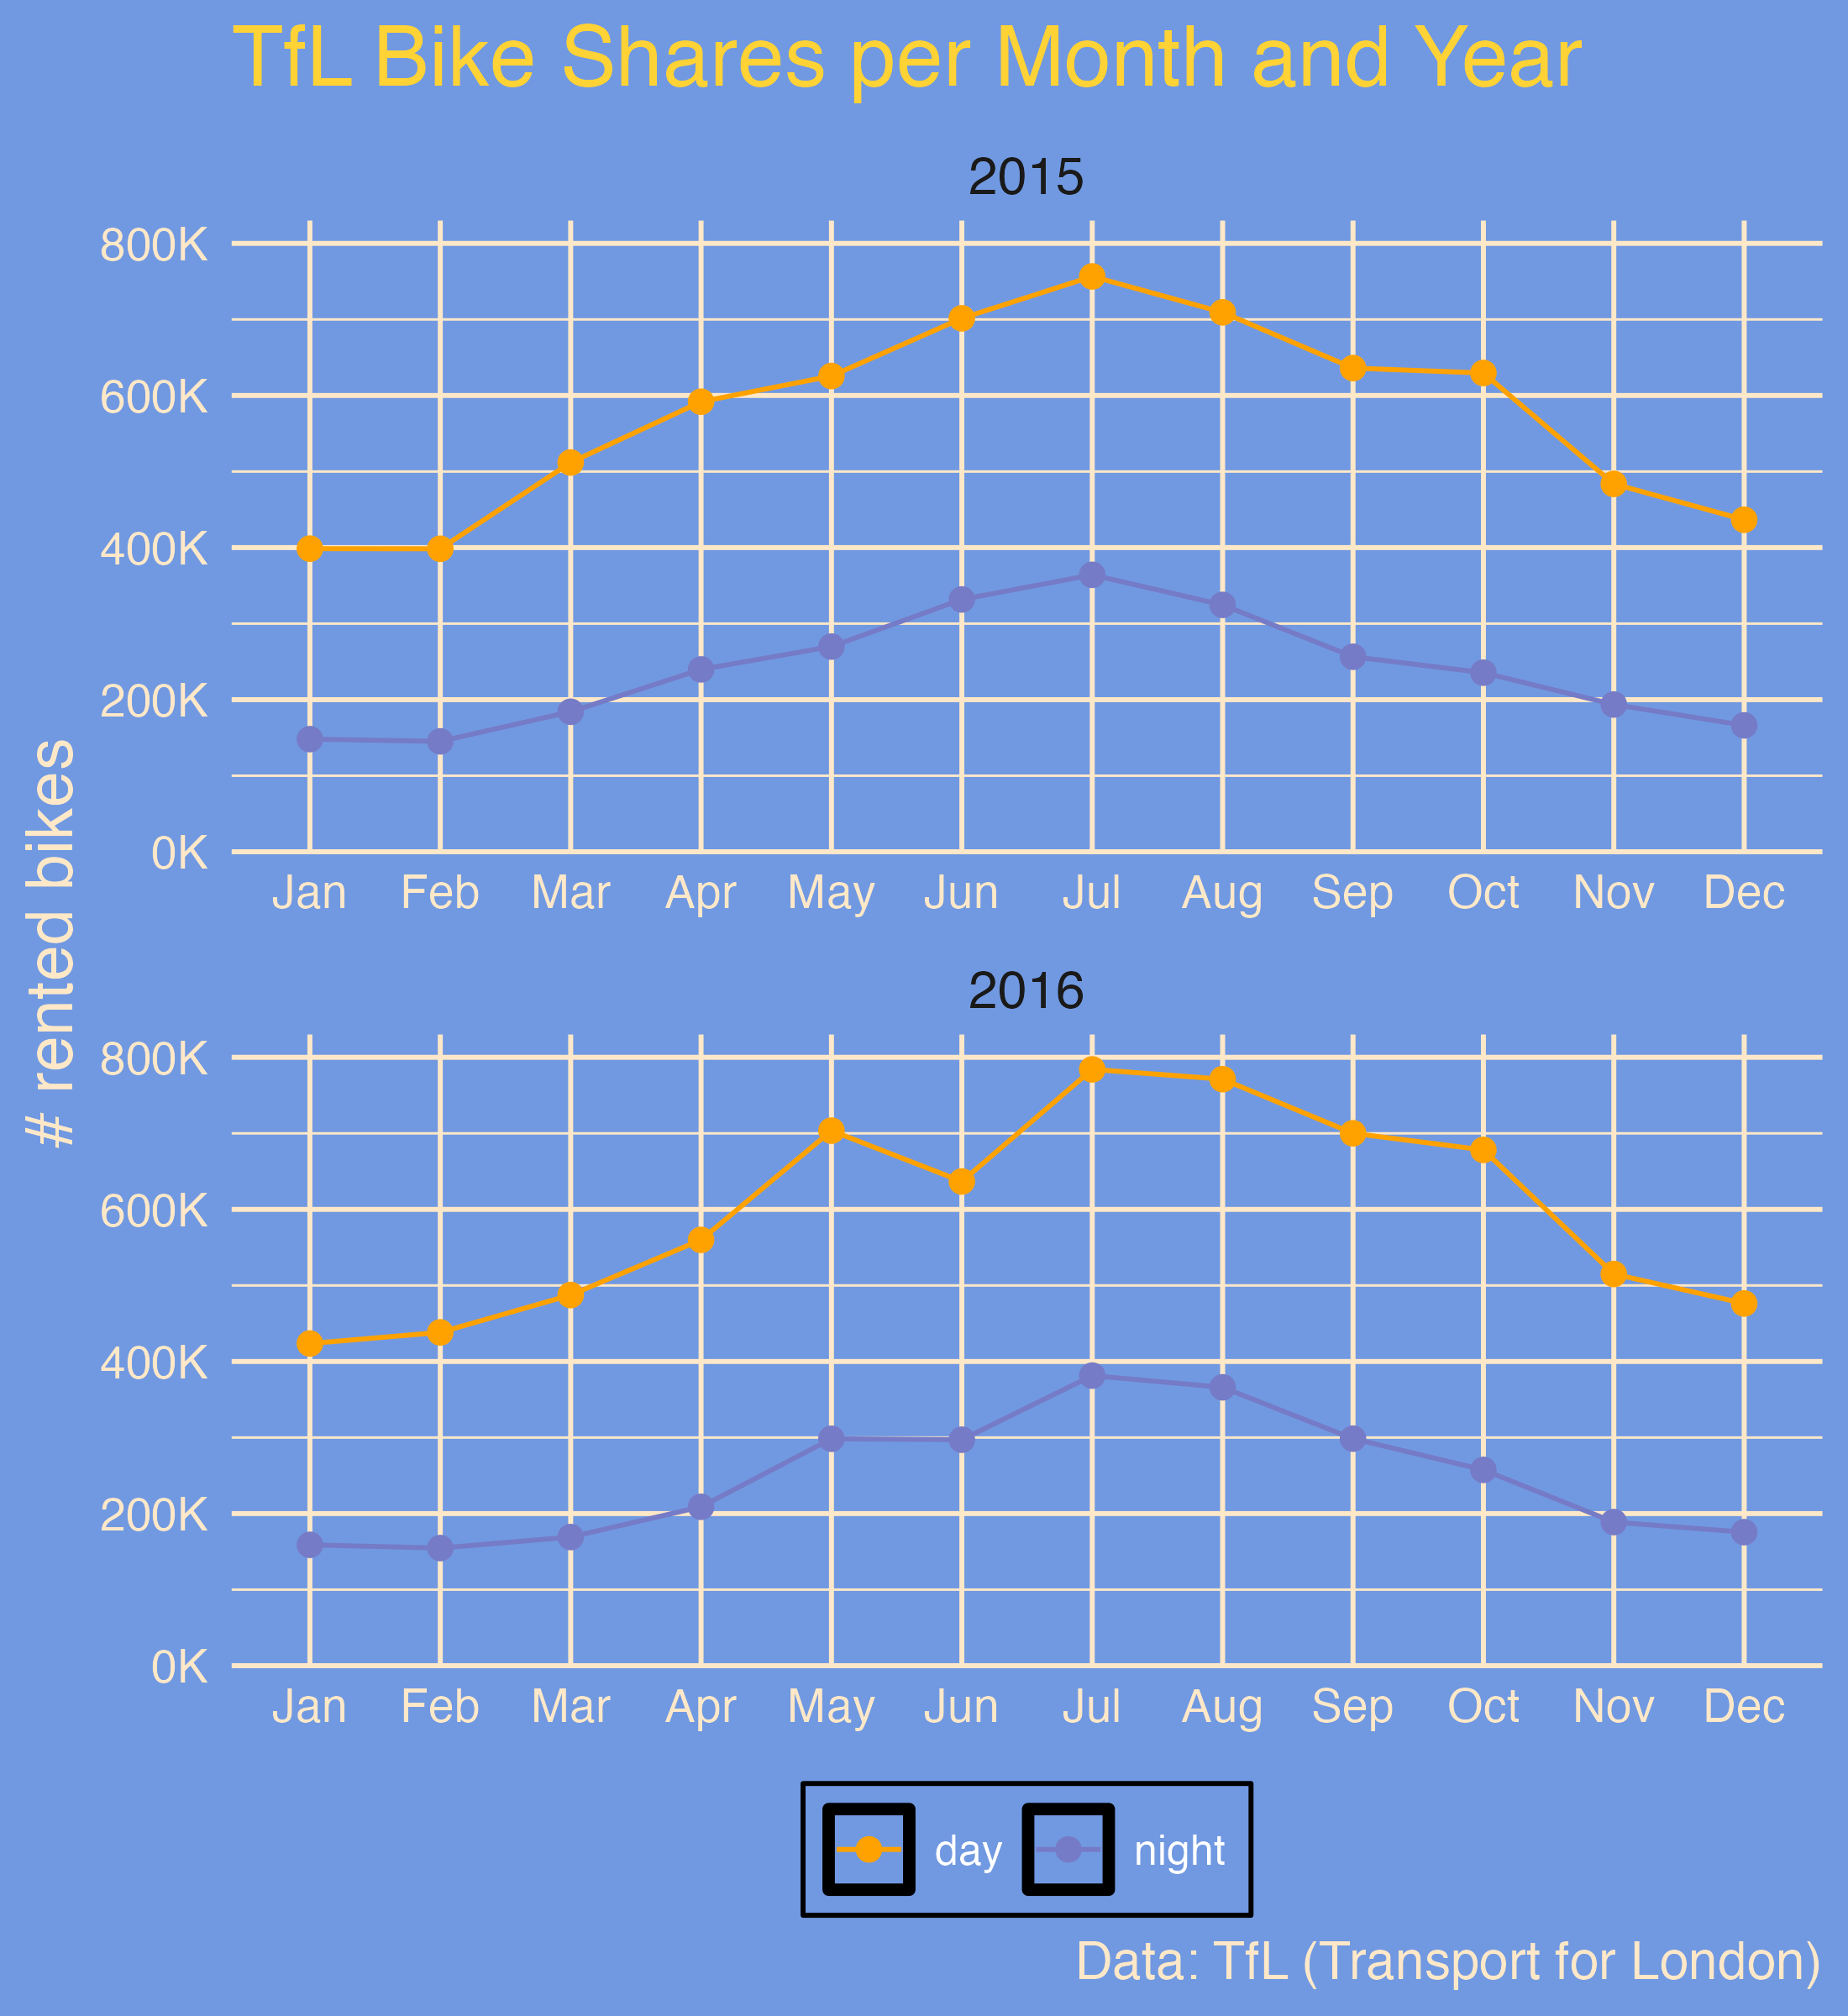 TfL Bike Shares per Month and Year
2015
800K
600K
400K
200K
0K
Jan Feb Mar Apr May Jun Jul Aug Sep Oct Nov Dec
# rented bikes
2016
800K
600K
400K
200K
0K
Jan Feb Mar Apr May Jun Jul Aug Sep Oct Nov Dec
day night
Data: TfL (Transport for London)